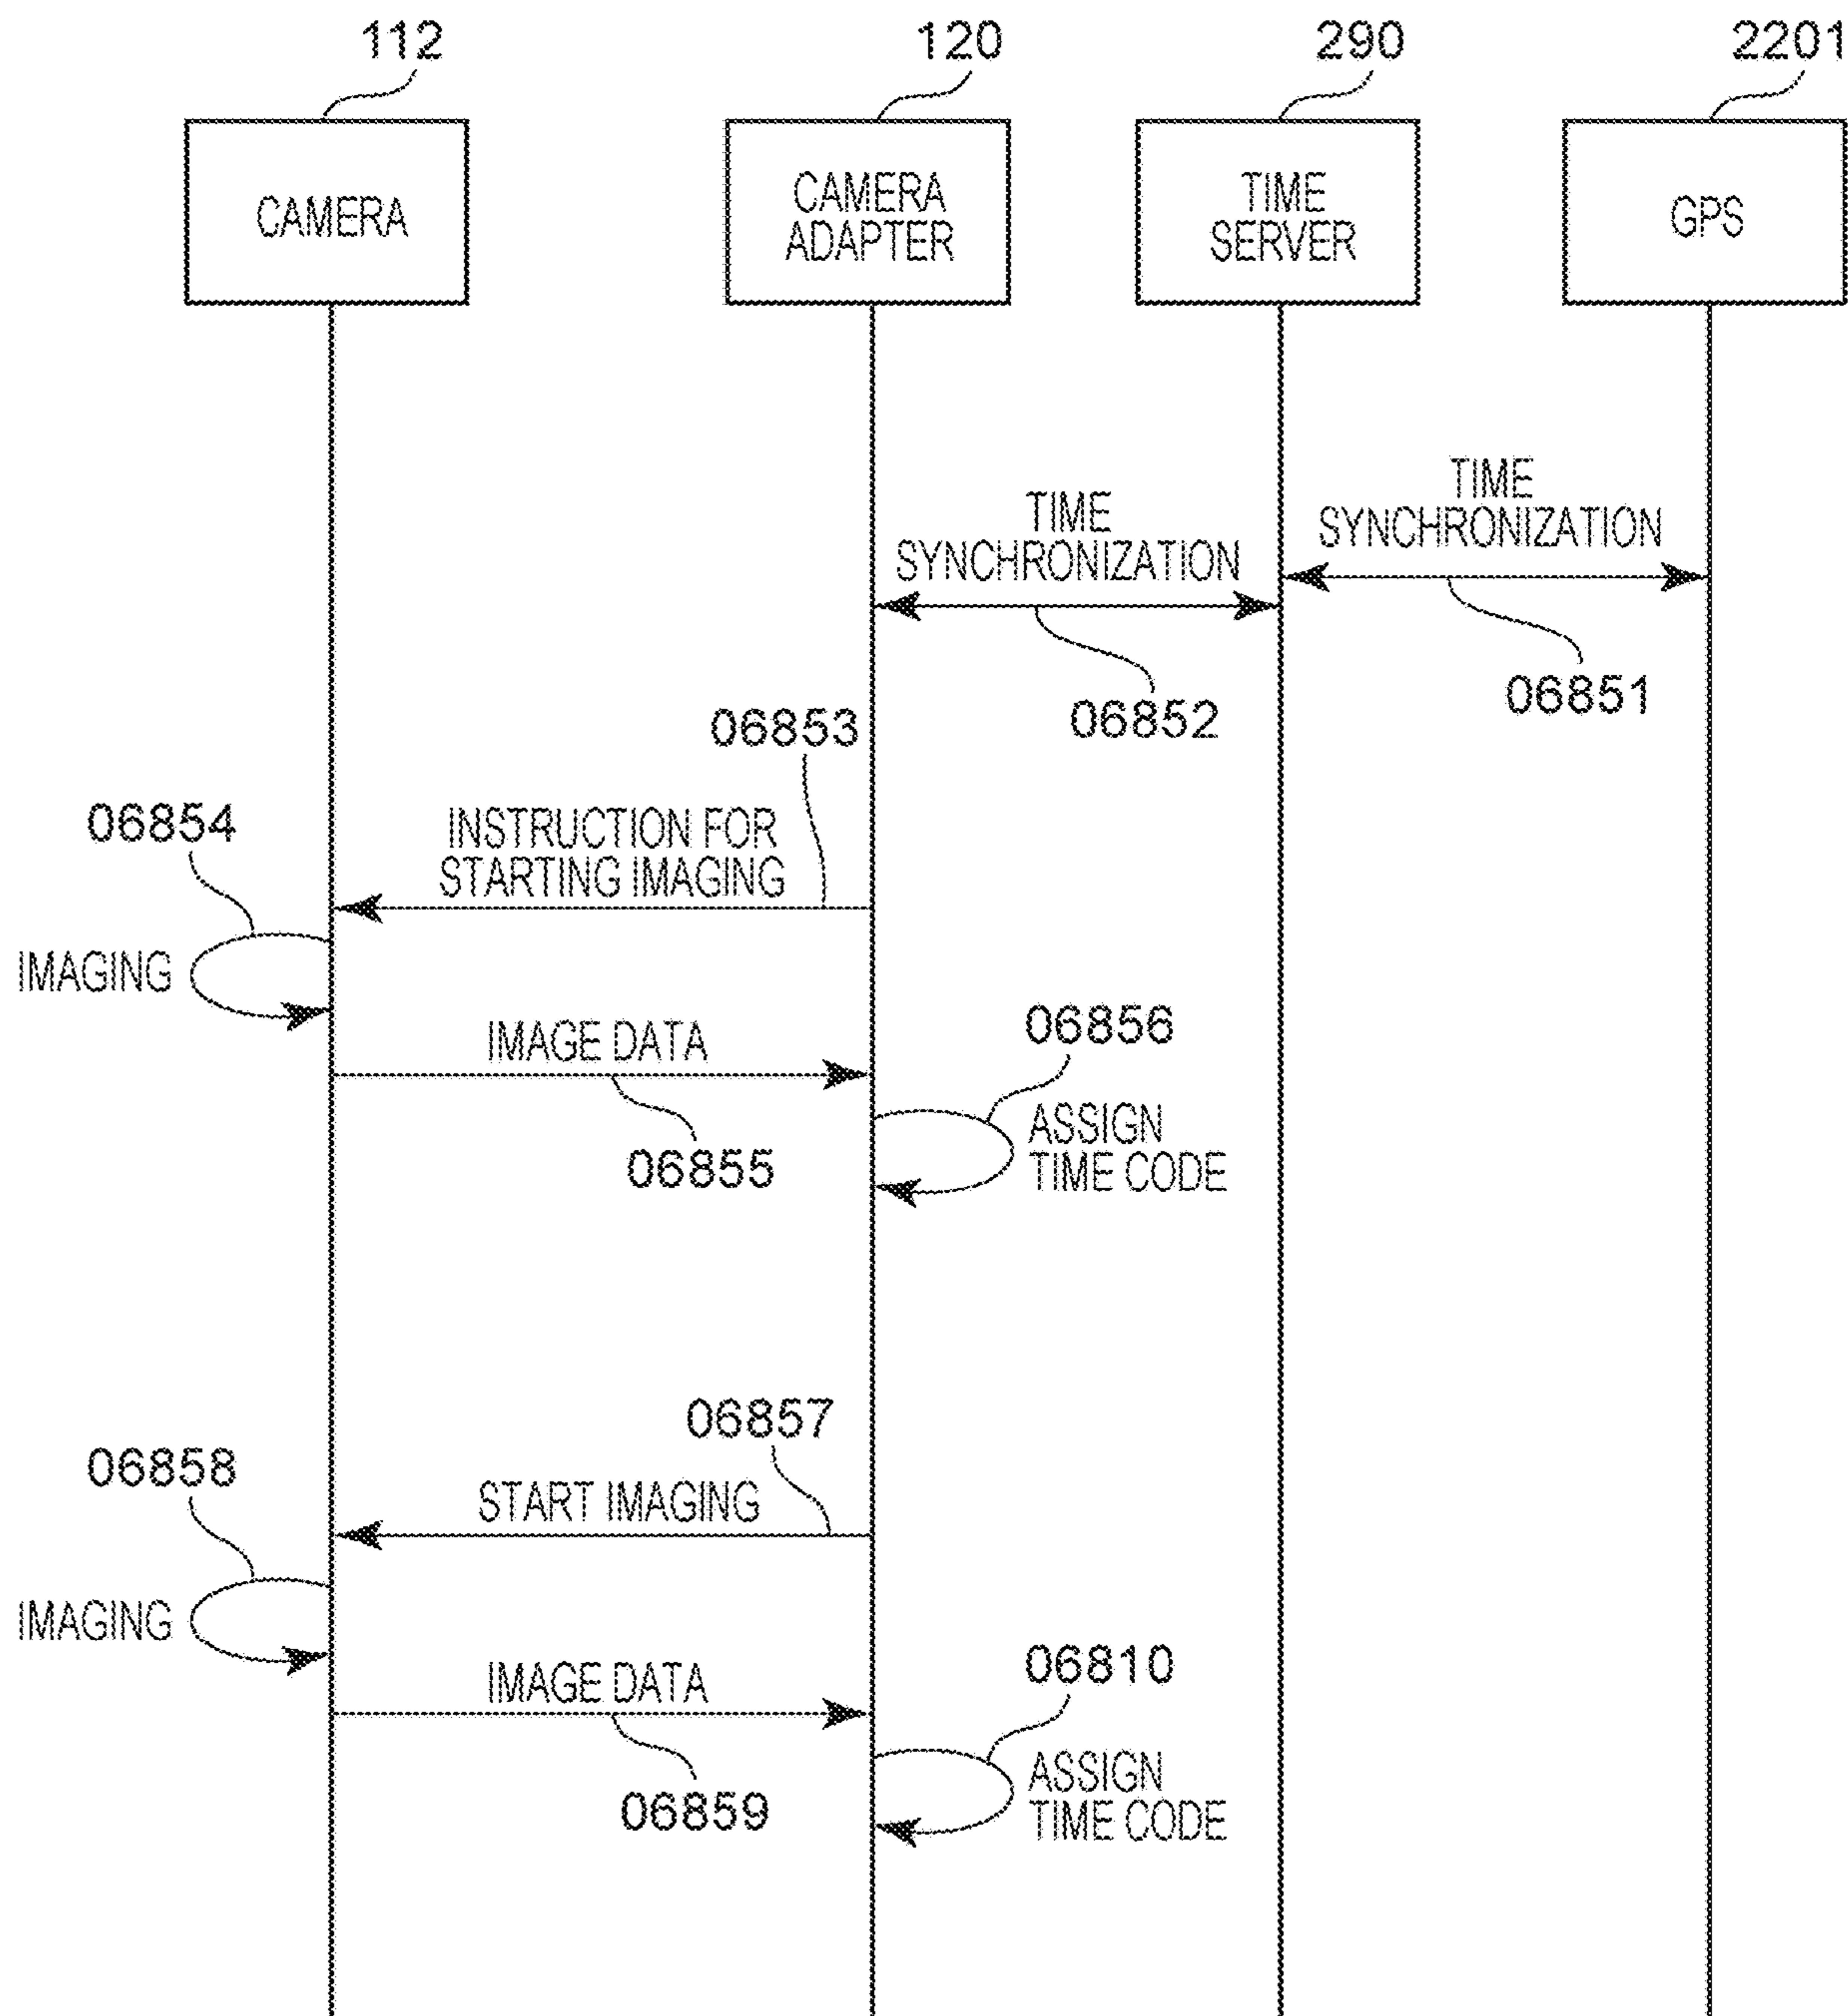 112
120
290
2201
CAMERA
CAMERA
ADAPTER
TIME
SERVER
GPS
TIME
SYNCHRONIZATION
TIME
SYNCHRONIZATION
06851
06852
06853
INSTRUCTION FOR
STARTING IMAGING
06854
IMAGING
IMAGE DATA
06855
06856
ASSIGN
TIME CODE
06857
START IMAGING
06858
IMAGING
IMAGE DATA
06859
06810
ASSIGN
TIME CODE